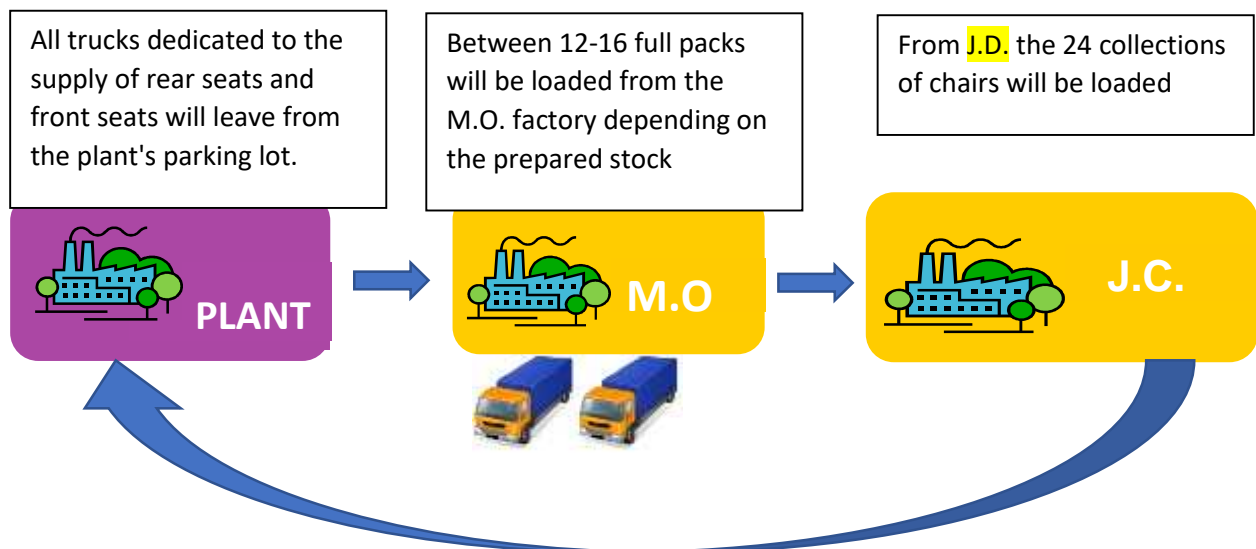 All trucks dedicated to the
supply of rear seats and
front seats will leave from
the plant's parking lot.
Between 12-16 full packs
will be loaded from the
M.O. factory depending on
the prepared stock
From J.D. the 24 collections
of chairs will be loaded
PLANT
M.O
J.C.